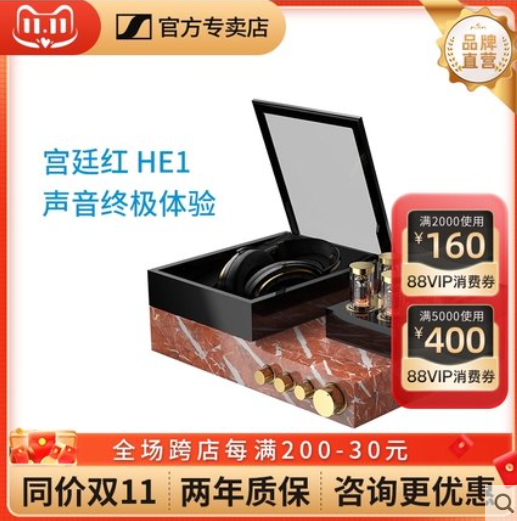 11.11
官方专卖店
品牌
直营
宫廷红 HE1
声音终极体验
满2000使用
¥160
88VIP消费券
满5000使用
¥400
88VIP消费券
全场跨店每满200-30元
同价双11
两年质保
咨询更优惠